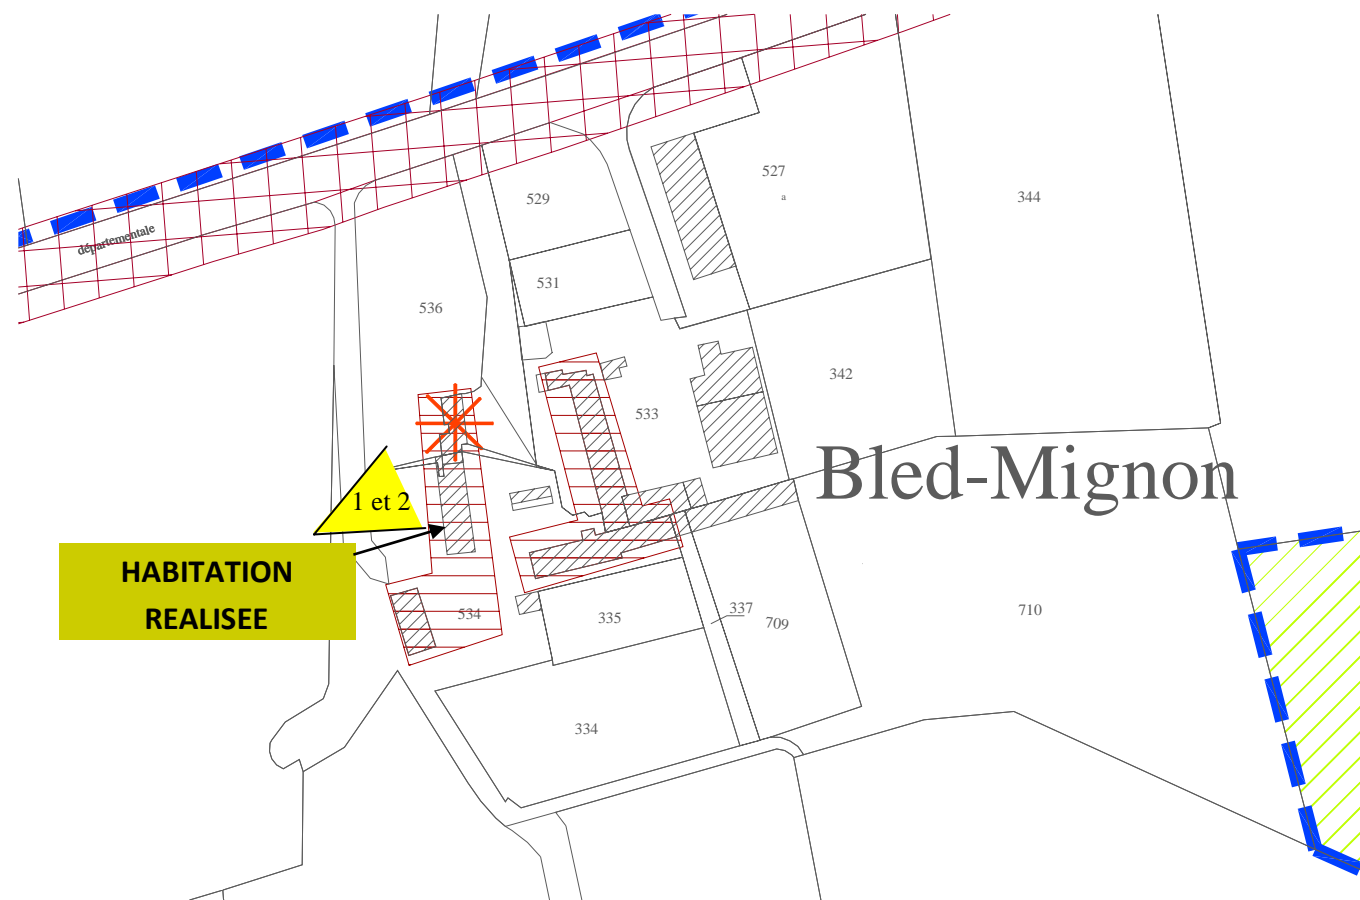 527
a
529
344
départementale
531
536
342
533
Bled-Mignon
1 et 2
HABITATION
REALISEE
534
335
337
709
710
334